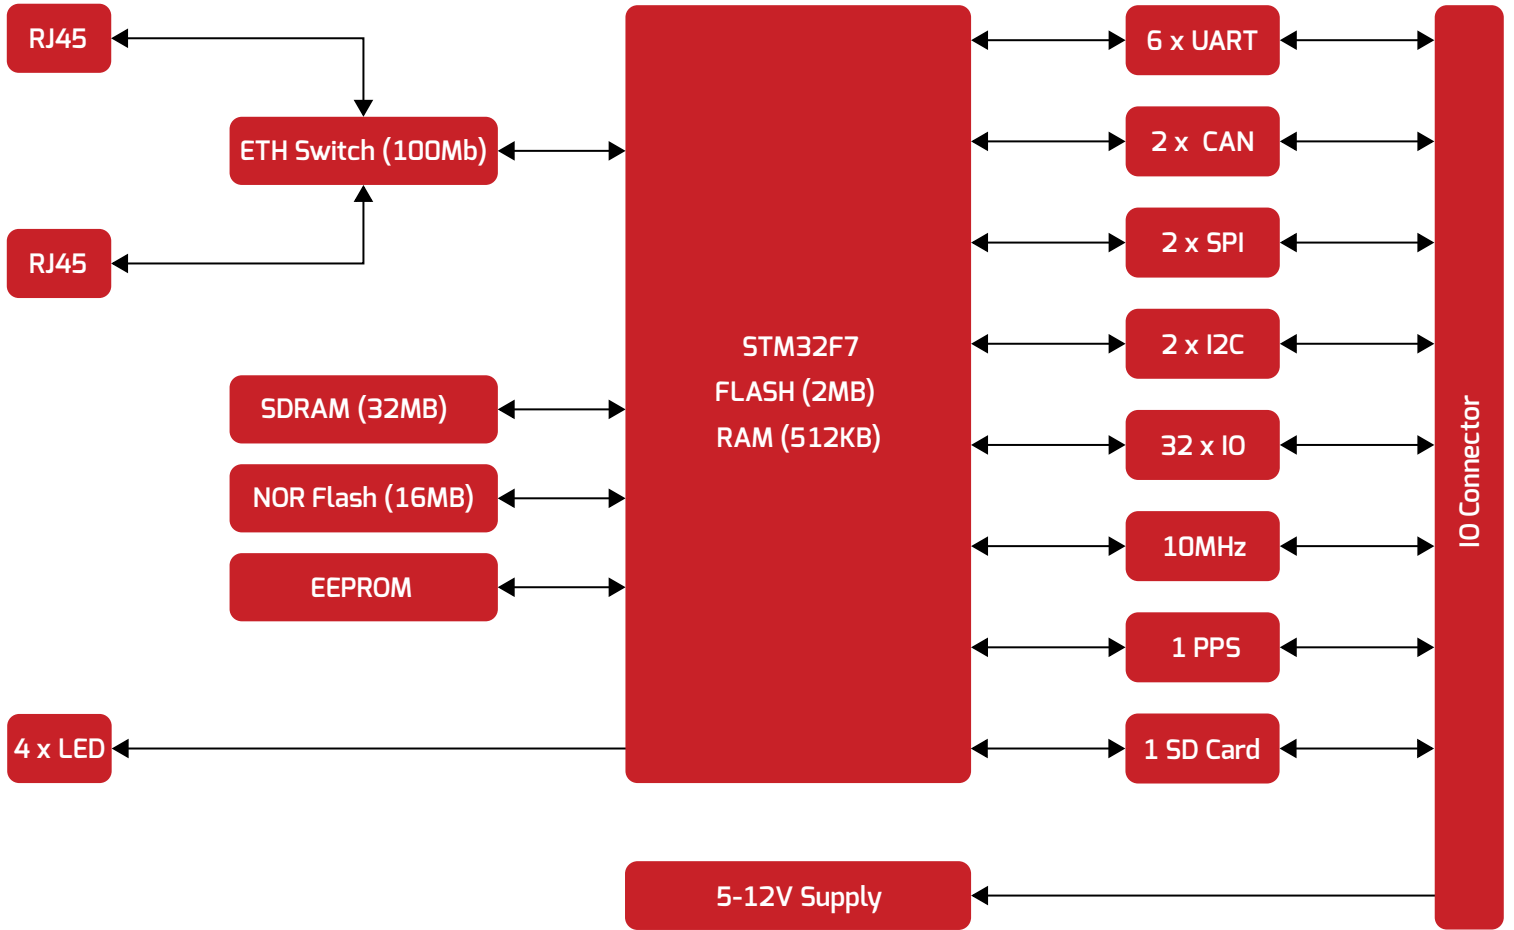 RJ45
ETH Switch (100Mb)
RJ45
SDRAM (32MB)
NOR Flash (16MB)
EEPROM
4 x LED
STM32F7
FLASH (2MB)
RAM (512KB)
6 x UART
2 x CAN
2 x SPI
2 x I2C
32 x IO
10MHz
1 PPS
1 SD Card
IO Connector
5-12V Supply